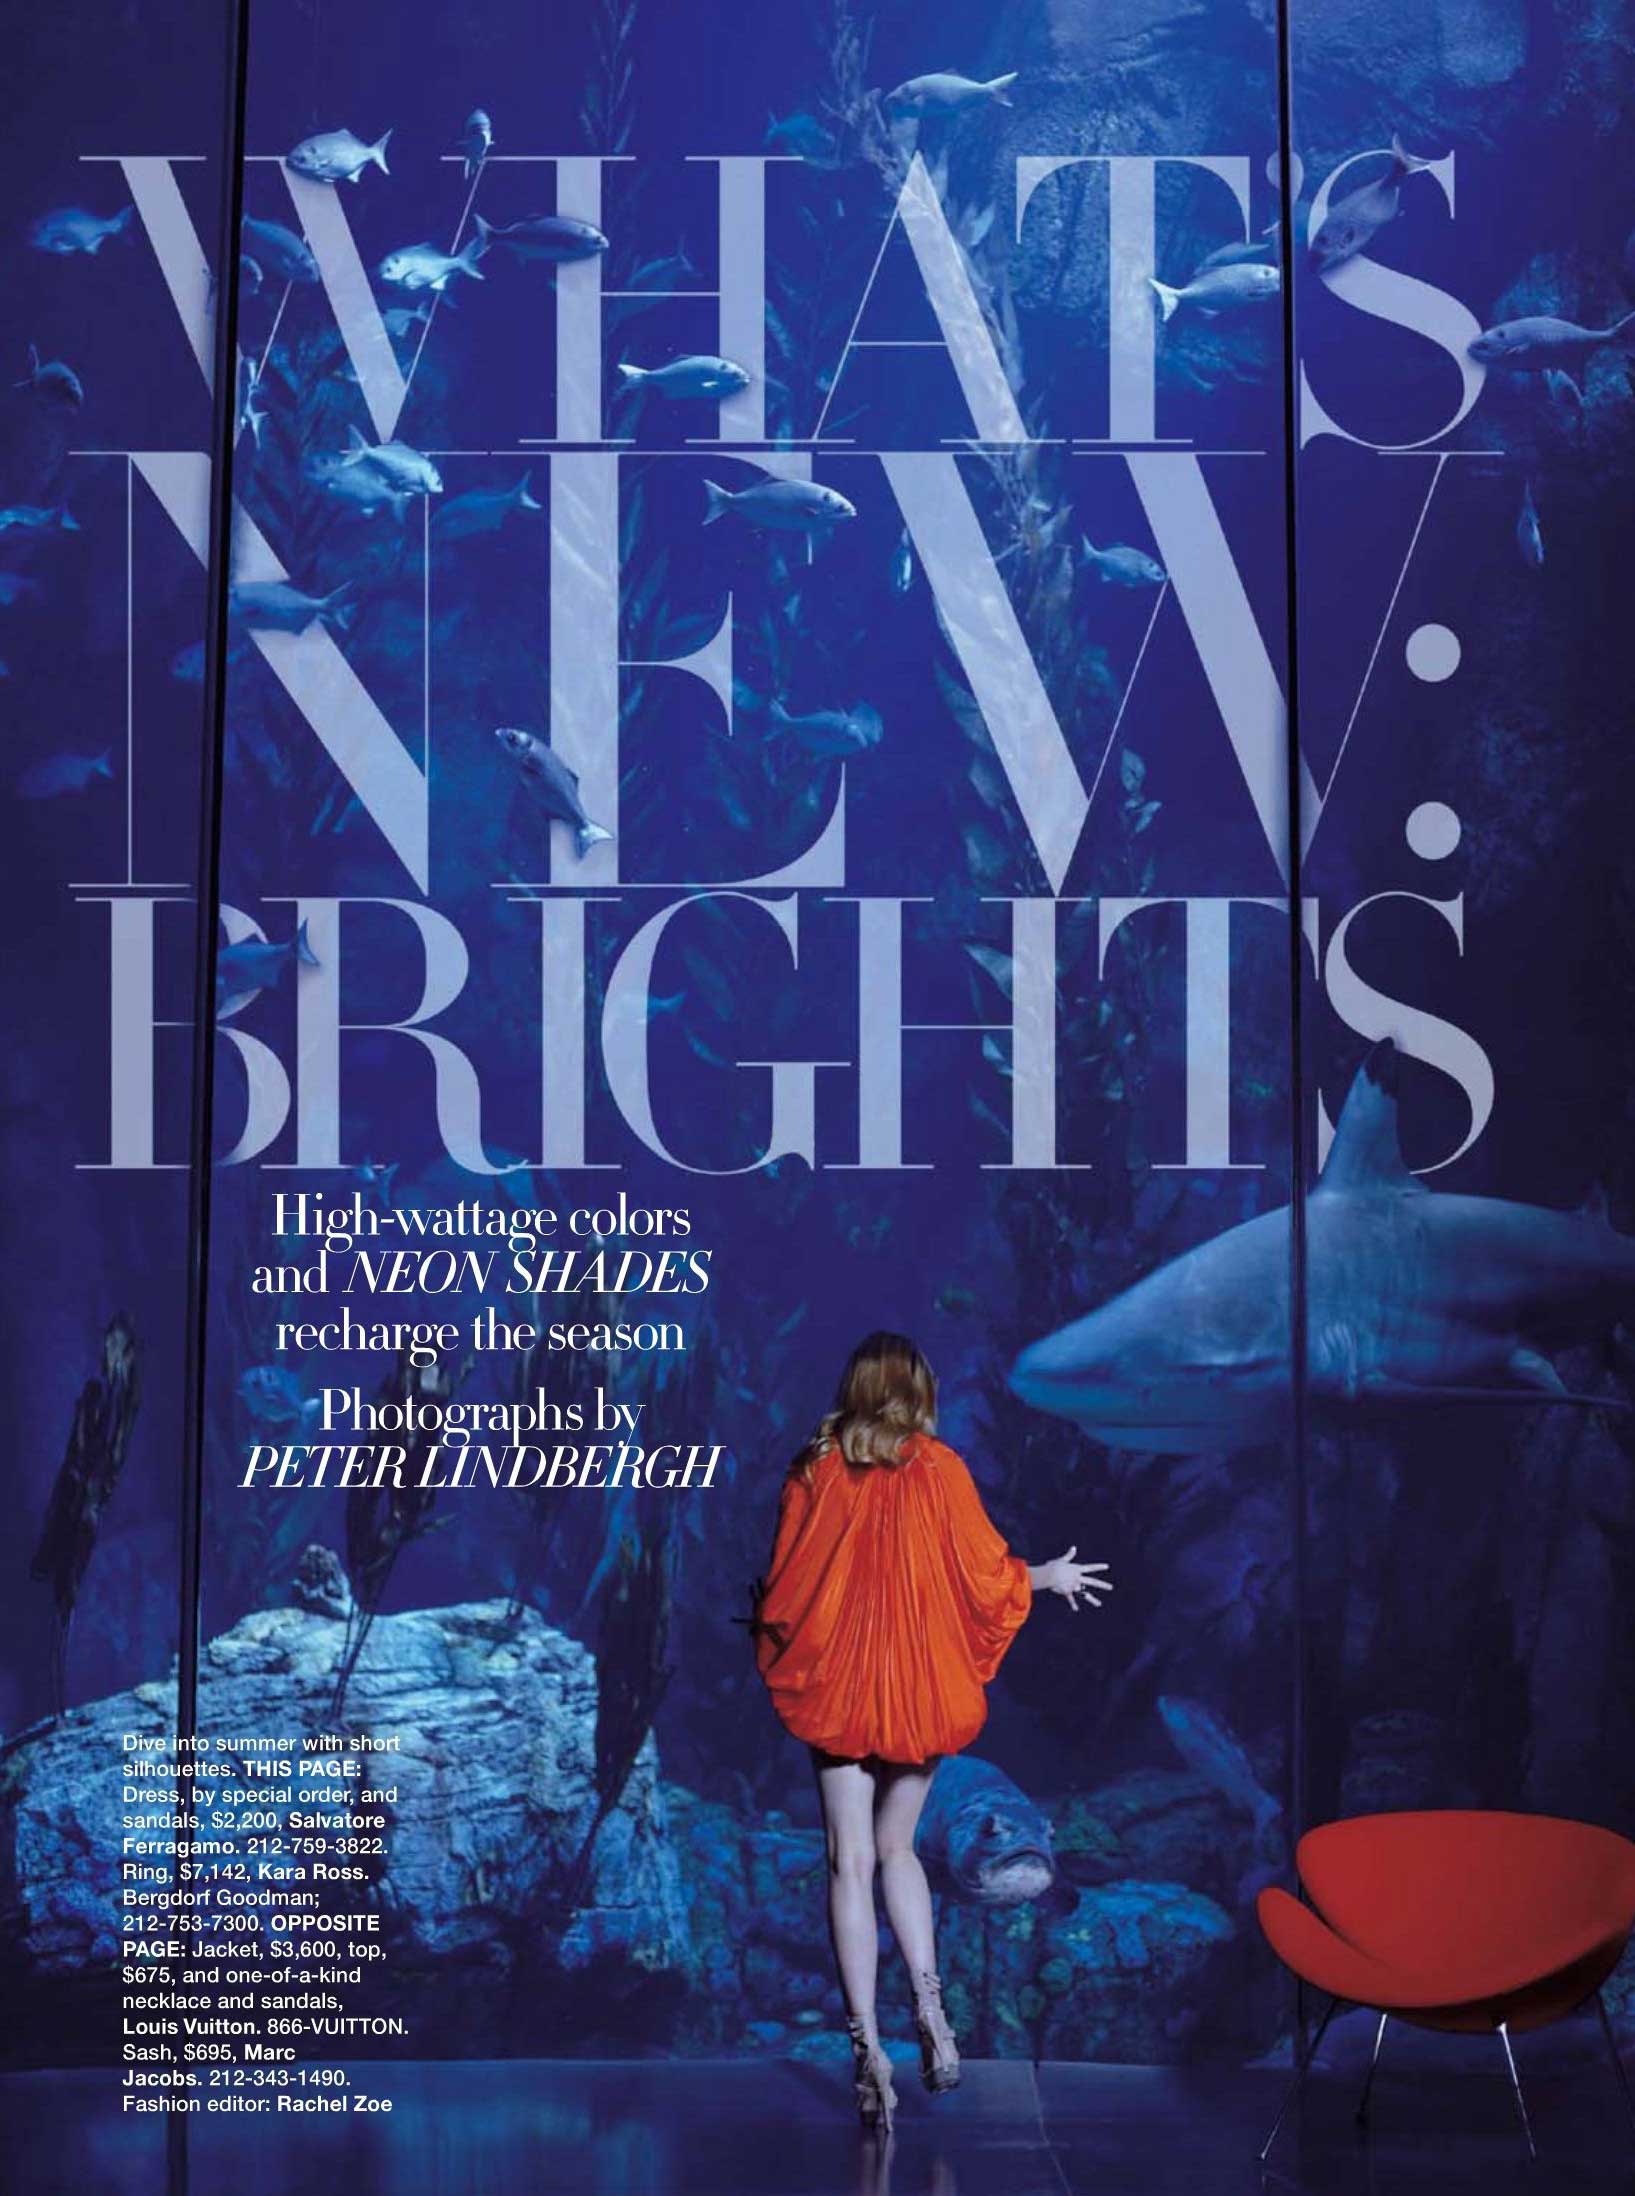 WHAT'S
NEW:
BRIGHTS
High-wattage colors
and NEON SHADES
recharge the season
Photographs by
PETER LINDBERGH
Dive into summer with short
silhouettes. THIS PAGE:
Dress, by special order, and
sandals, $2,200, Salvatore
Ferragamo. 212-759-3822.
Ring, $7,142, Kara Ross.
Bergdorf Goodman;
212-753-7300. OPPOSITE
PAGE: Jacket, $3,600, top,
$675, and one-of-a-kind
necklace and sandals,
Louis Vuitton. 866-VUITTON.
Sash, $695, Marc
Jacobs. 212-343-1490.
Fashion editor: Rachel Zoe